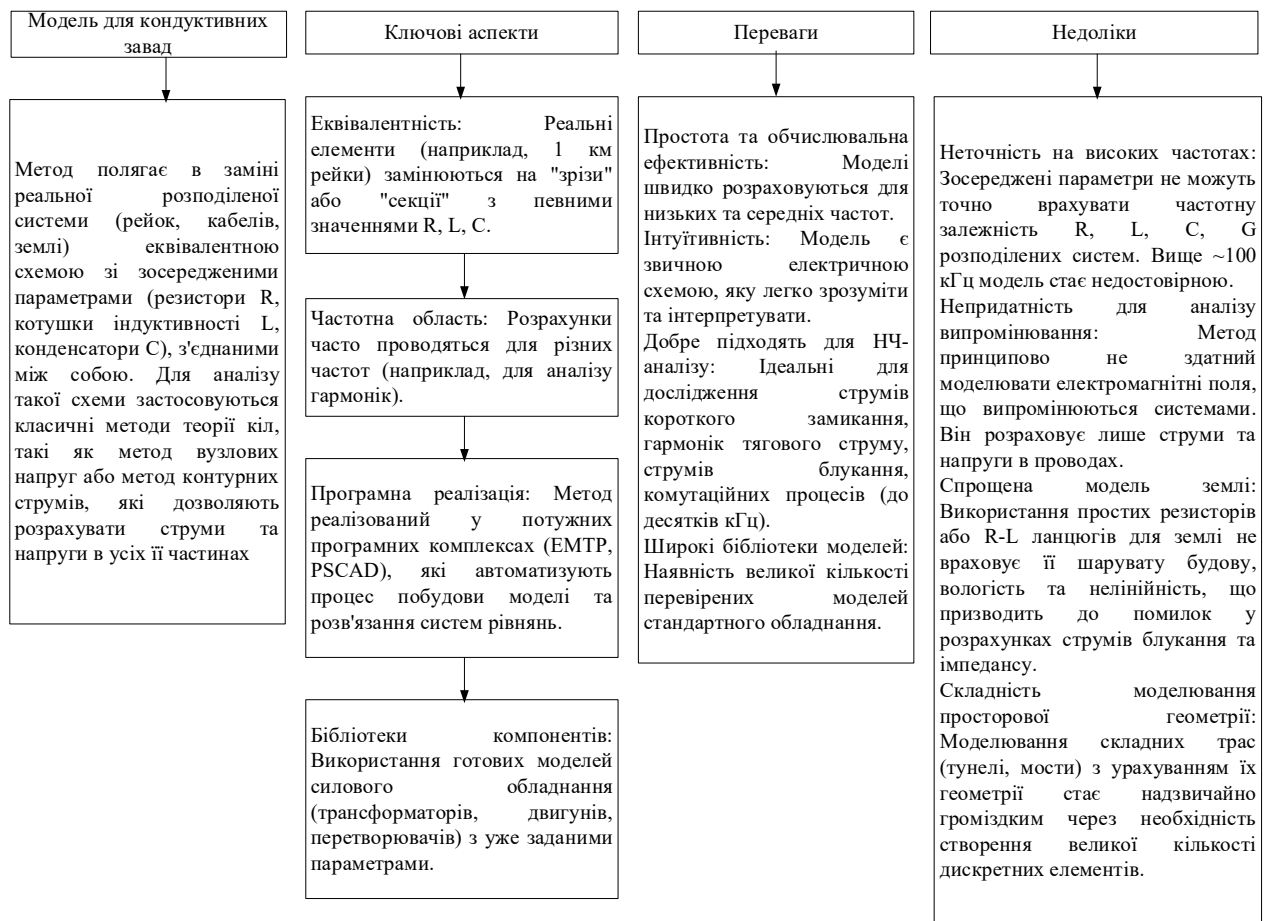 Модель для кондуктивних
завад
Метод полягає в заміні
реальної розподіленої
системи (рейок, кабелів,
землі) еквівалентною
схемою зі зосередженими
параметрами (резистори R,
котушки індуктивності L,
конденсатори C), з'єднаними
між собою. Для аналізу
такої схеми застосовуються
класичні методи теорії кіл,
такі як метод вузлових
напруг або метод контурних
струмів, які дозволяють
розрахувати струми та
напруги в усіх її частинах
Ключові аспекти
Еквівалентність: Реальні
елементи (наприклад, 1 км
рейки) замінюються на "зрізи"
або "секції" з певними
значеннями R, L, C.
Частотна область: Розрахунки
часто проводяться для різних
частот (наприклад, для аналізу
гармонік).
Програмна реалізація: Метод
реалізований у потужних
програмних комплексах (EMTP,
PSCAD), які автоматизують
процес побудови моделі та
розв'язання систем рівнянь.
Бібліотеки компонентів:
Використання готових моделей
силового обладнання
(трансформаторів, двигунів,
перетворювачів) з уже заданими
параметрами.
Переваги
Простота та обчислювальна
ефективність: Моделі
швидко розраховуються для
низьких та середніх частот.
Інтуїтивність: Модель є
звичною електричною
схемою, яку легко зрозуміти
та інтерпретувати.
Добре підходять для НЧ-
аналізу: Ідеальні для
дослідження струмів
короткого замикання,
гармонік тягового струму,
струмів блукання,
комутаційних процесів (до
десятків кГц).
Широкі бібліотеки моделей:
Наявність великої кількості
перевірених моделей
стандартного обладнання.
Недоліки
Неточність на високих частотах:
Зосереджені параметри не можуть
точно врахувати частотну
залежність R, L, C, G
розподілених систем. Вище ~100
кГц модель стає недостовірною.
Непридатність для аналізу
випромінювання: Метод
принципово не здатний
моделювати електромагнітні поля,
що випромінюються системами.
Він розраховує лише струми та
напруги в проводах.
Спрощена модель землі:
Використання простих резисторів
або R-L ланцюгів для землі не
враховує її шарувату будову,
вологість та нелінійність, що
призводить до помилок у
розрахунках струмів блукання та
імпедансу.
Складність моделювання
просторової геометрії:
Моделювання складних трас
(тунелі, мости) з урахуванням їх
геометрії стає надзвичайно
громіздким через необхідність
створення великої кількості
дискретних елементів.